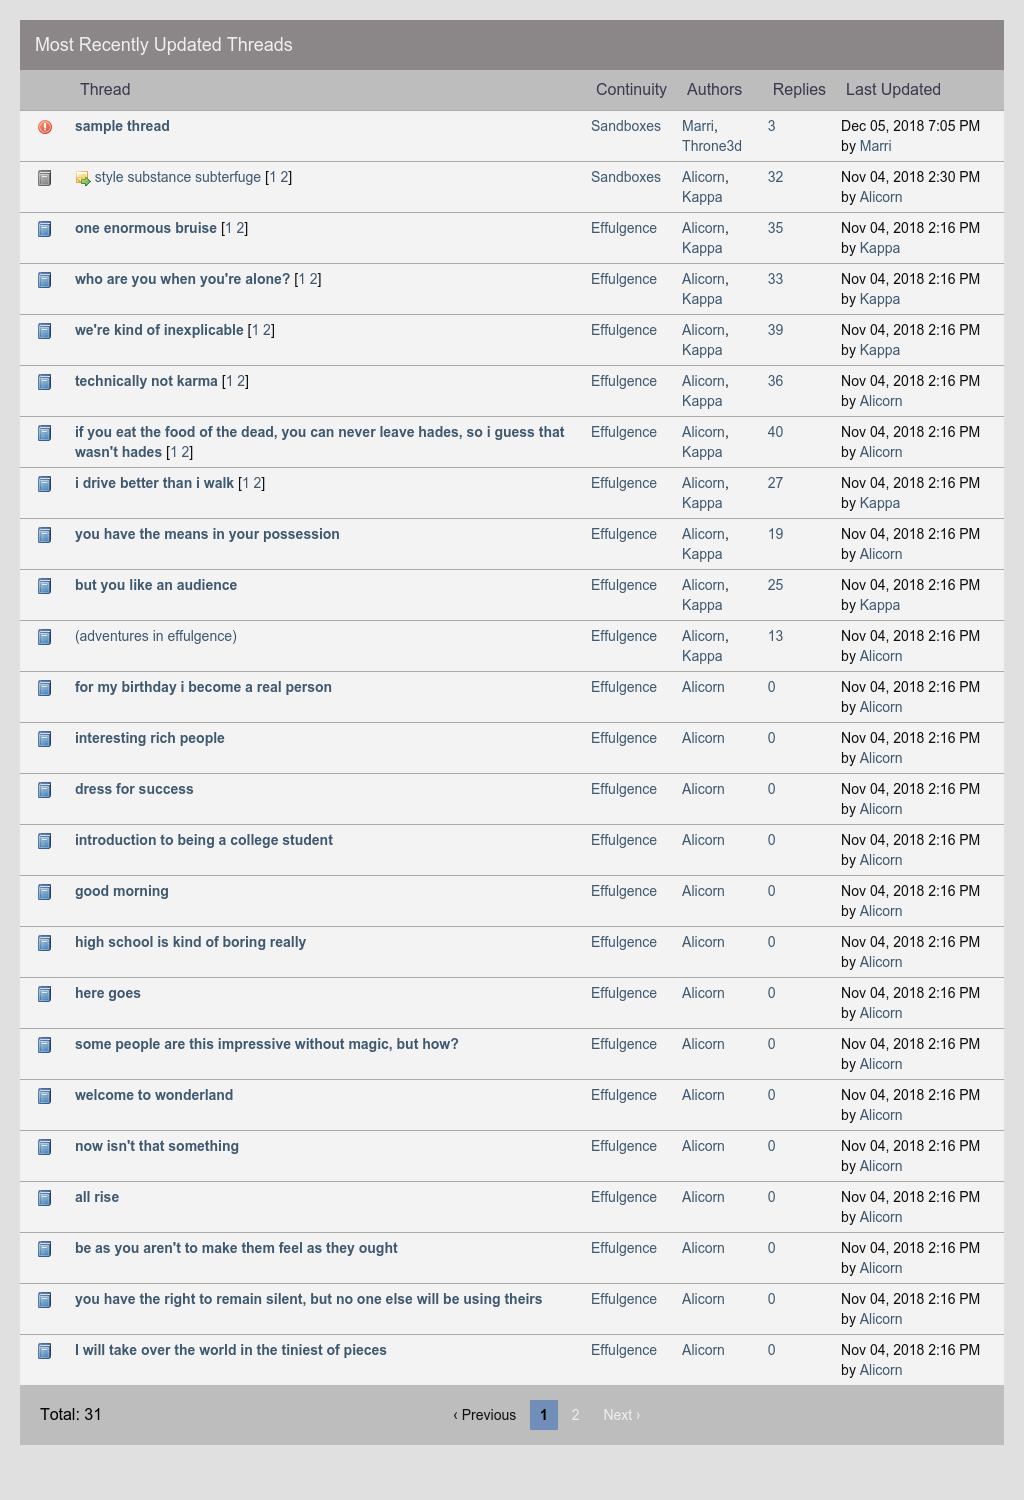 Most Recently Updated Threads
Thread Continuity Authors Replies Last Updated
sample thread Sandboxes Marri, 3 Dec 05, 2018 7:05 PM
Throne3d by Marri
style substance subterfuge [1 2] Sandboxes Alicorn, 32 Nov 04, 2018 2:30 PM
Kappa by Alicorn
one enormous bruise [1 2] Effulgence Alicorn, 35 Nov 04, 2018 2:16 PM
Kappa by Kappa
who are you when you're alone? [1 2] Effulgence Alicorn, 33 Nov 04, 2018 2:16 PM
Kappa by Kappa
we're kind of inexplicable [1 2] Effulgence Alicorn, 39 Nov 04, 2018 2:16 PM
Kappa by Kappa
technically not karma [1 2] Effulgence Alicorn, 36 Nov 04, 2018 2:16 PM
Kappa by Alicorn
if you eat the food of the dead, you can never leave hades, so i guess that Effulgence Alicorn, 40 Nov 04, 2018 2:16 PM
wasn't hades [1 2] Kappa by Alicorn
i drive better than i walk [1 2] Effulgence Alicorn, 27 Nov 04, 2018 2:16 PM
Kappa by Kappa
you have the means in your possession Effulgence Alicorn, 19 Nov 04, 2018 2:16 PM
Kappa by Alicorn
but you like an audience Effulgence Alicorn, 25 Nov 04, 2018 2:16 PM
Kappa by Kappa
(adventures in effulgence) Effulgence Alicorn, 13 Nov 04, 2018 2:16 PM
Kappa by Alicorn
for my birthday i become a real person Effulgence Alicorn 0 Nov 04, 2018 2:16 PM
by Alicorn
interesting rich people Effulgence Alicorn 0 Nov 04, 2018 2:16 PM
by Alicorn
dress for success Effulgence Alicorn 0 Nov 04, 2018 2:16 PM
by Alicorn
introduction to being a college student Effulgence Alicorn 0 Nov 04, 2018 2:16 PM
by Alicorn
good morning Effulgence Alicorn 0 Nov 04, 2018 2:16 PM
by Alicorn
high school is kind of boring really Effulgence Alicorn 0 Nov 04, 2018 2:16 PM
by Alicorn
here goes Effulgence Alicorn 0 Nov 04, 2018 2:16 PM
by Alicorn
some people are this impressive without magic, but how? Effulgence Alicorn 0 Nov 04, 2018 2:16 PM
by Alicorn
welcome to wonderland Effulgence Alicorn 0 Nov 04, 2018 2:16 PM
by Alicorn
now isn't that something Effulgence Alicorn 0 Nov 04, 2018 2:16 PM
by Alicorn
all rise Effulgence Alicorn 0 Nov 04, 2018 2:16 PM
by Alicorn
be as you aren't to make them feel as they ought Effulgence Alicorn 0 Nov 04, 2018 2:16 PM
by Alicorn
you have the right to remain silent, but no one else will be using theirs Effulgence Alicorn 0 Nov 04, 2018 2:16 PM
by Alicorn
I will take over the world in the tiniest of pieces Effulgence Alicorn 0 Nov 04, 2018 2:16 PM
by Alicorn
Total: 31 ‹ Previous 1 2 Next ›